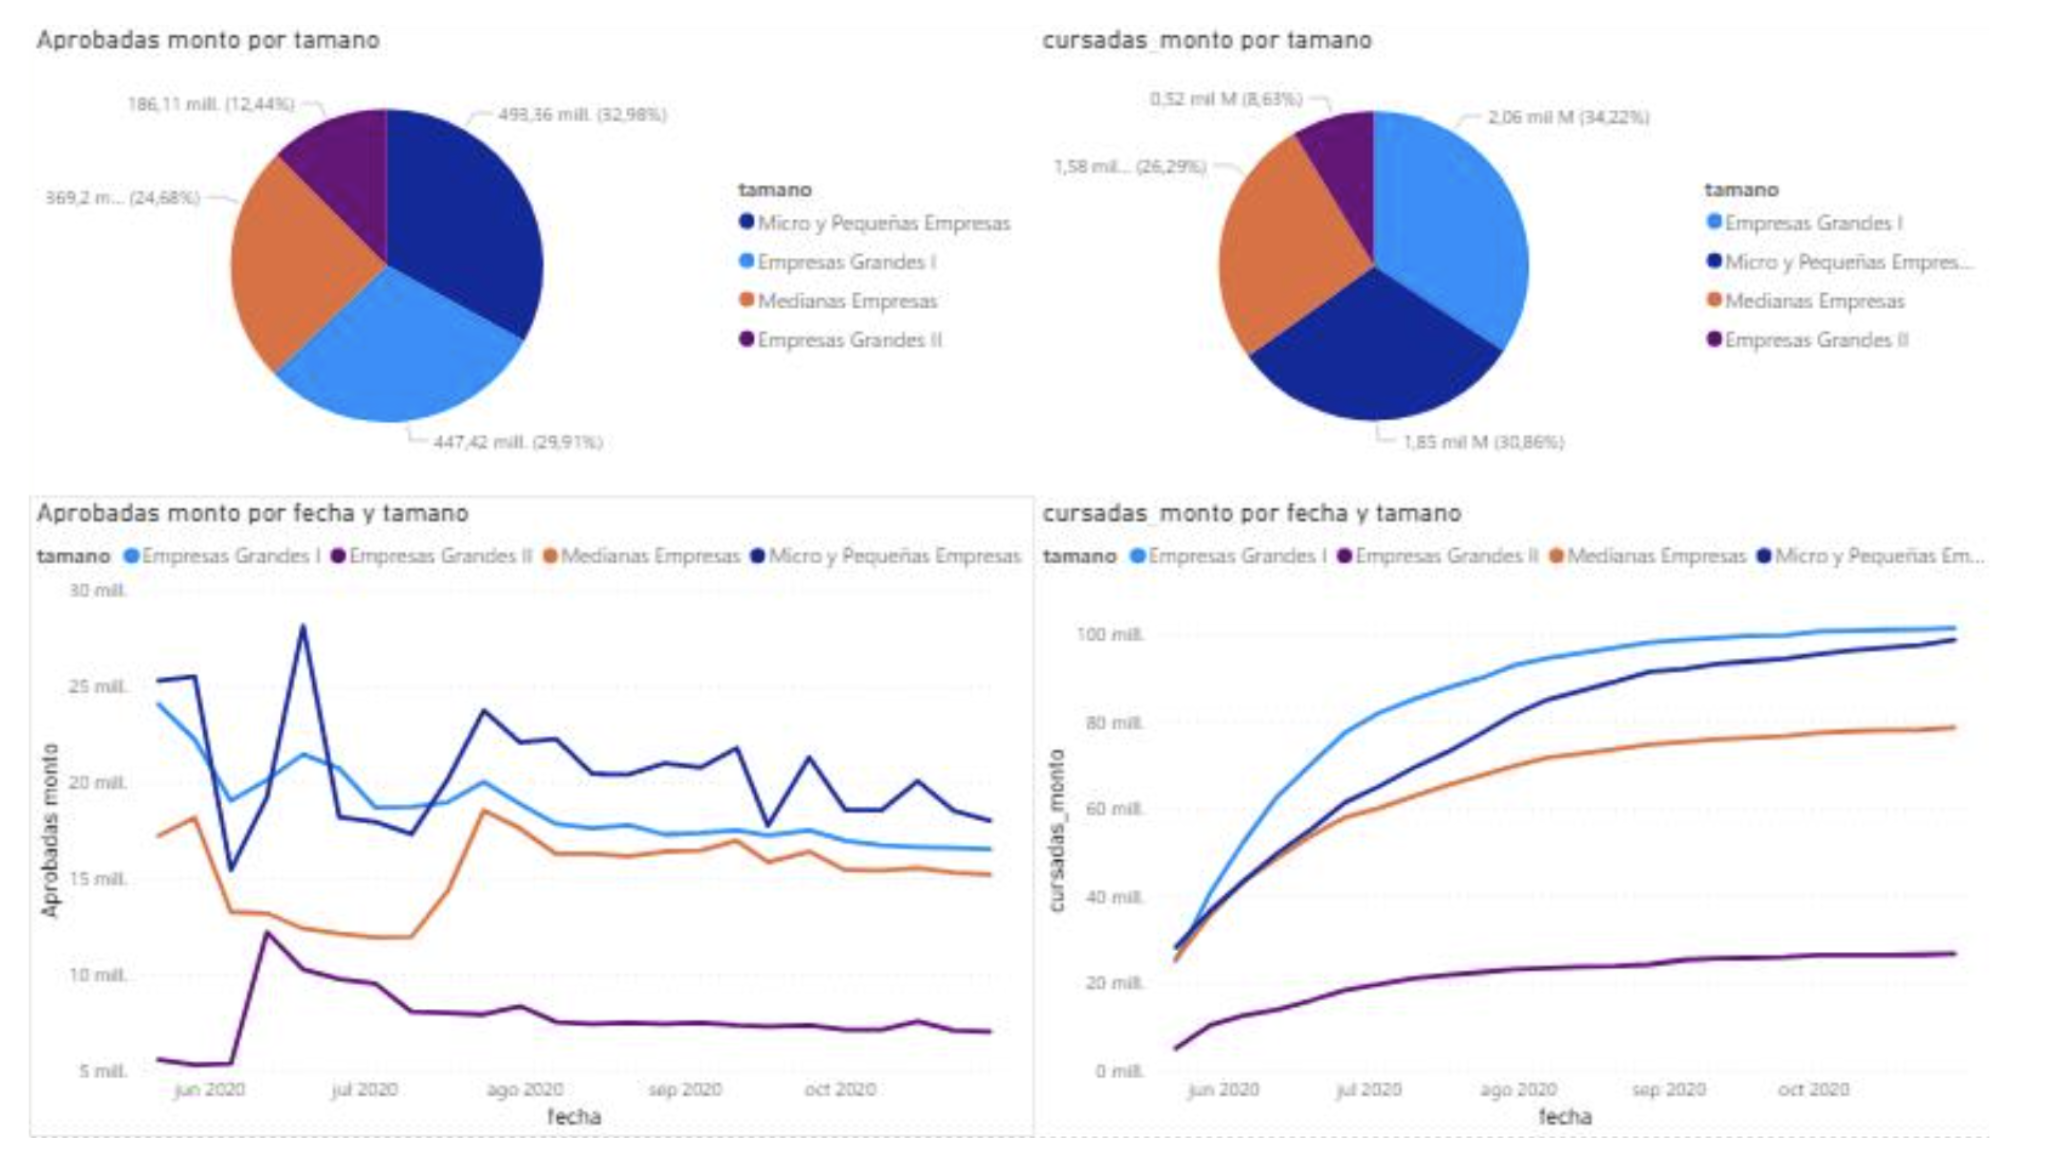 Aprobadas monto por tamano
186,11 mill. (12,44%)
493,36 mill. (32,98%)
369,2 m... (24,68%)
447,42 mill. (29,91%)
tamano
Micro y Pequeñas Empresas
Empresas Grandes I
Medianas Empresas
Empresas Grandes II
cursadas_monto por tamano
0,52 mil M (8,63%)
2,06 mil M (34,22%)
1,58 mil... (26,29%)
1,85 mil M (30,86%)
tamano
Empresas Grandes I
Micro y Pequeñas Empres...
Medianas Empresas
Empresas Grandes II
Aprobadas monto por fecha y tamano
tamano Empresas Grandes I Empresas Grandes II Medianas Empresas Micro y Pequeñas Empresas
30 mill.
25 mill.
20 mill.
15 mill.
10 mill.
5 mill.
Aprobadas monto
jun 2020 jul 2020 ago 2020 sep 2020 oct 2020
fecha
cursadas_monto por fecha y tamano
tamano Empresas Grandes I Empresas Grandes II Medianas Empresas Micro y Pequeñas Em...
100 mill.
80 mill.
60 mill.
40 mill.
20 mill.
0 mill.
cursadas_monto
jun 2020 jul 2020 ago 2020 sep 2020 oct 2020
fecha